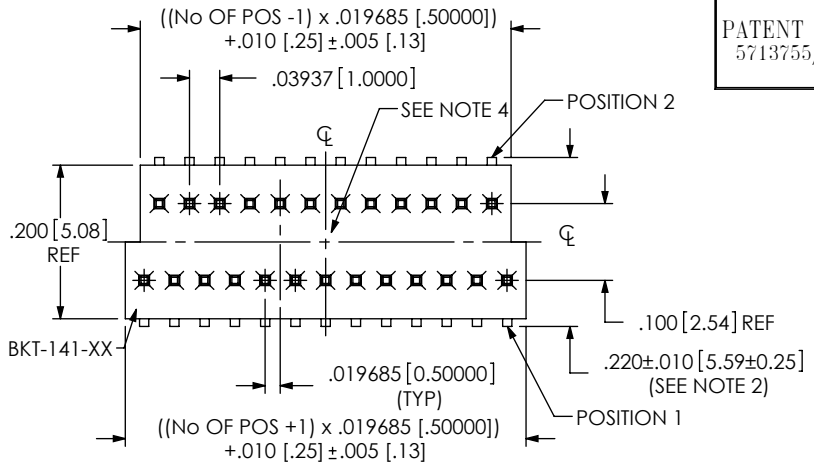 ((No OF POS -1) x .019685 [.50000])
+.010 [.25] ±.005 [.13]
PATENT
5713755,
.03937 [1.0000]
SEE NOTE 4
POSITION 2
℄
.200 [5.08]
REF
℄
BKT-141-XX
.100 [2.54] REF
.220±.010 [5.59±0.25]
(SEE NOTE 2)
.019685 [0.50000]
(TYP)
POSITION 1
((No OF POS +1) x .019685 [.50000])
+.010 [.25] ±.005 [.13]